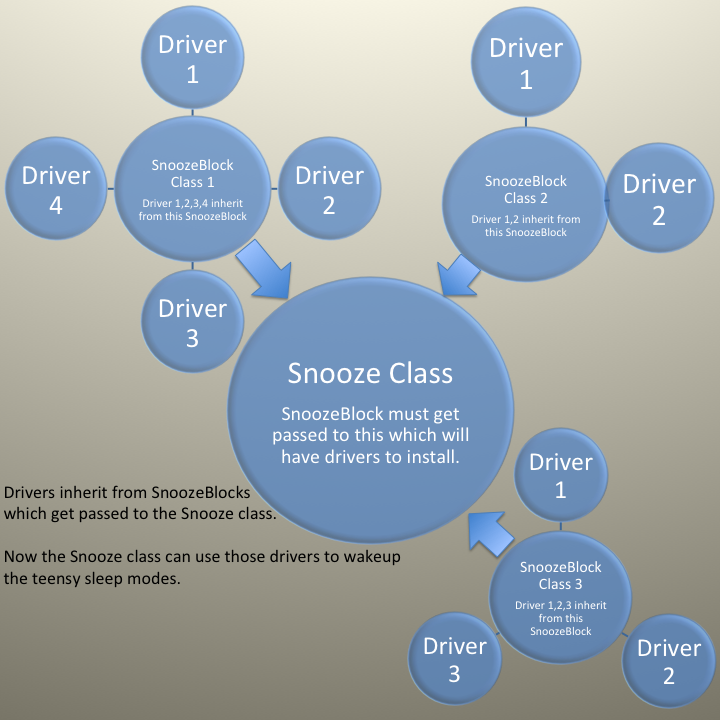 Driver
1
Driver
4
SnoozeBlock
Class 1
Driver 1,2,3,4 inherit
from this SnoozeBlock
Driver
2
Driver
3
Driver
1
SnoozeBlock
Class 2
Driver 1,2 inherit from
this SnoozeBlock
Driver
2
Snooze Class
SnoozeBlock must get
passed to this which will
have drivers to install.
Drivers inherit from SnoozeBlocks
which get passed to the Snooze class.
Now the Snooze class can use those drivers to wakeup
the teensy sleep modes.
Driver
1
SnoozeBlock
Class 3
Driver 1,2,3 inherit
from this
SnoozeBlock
Driver
3
Driver
2